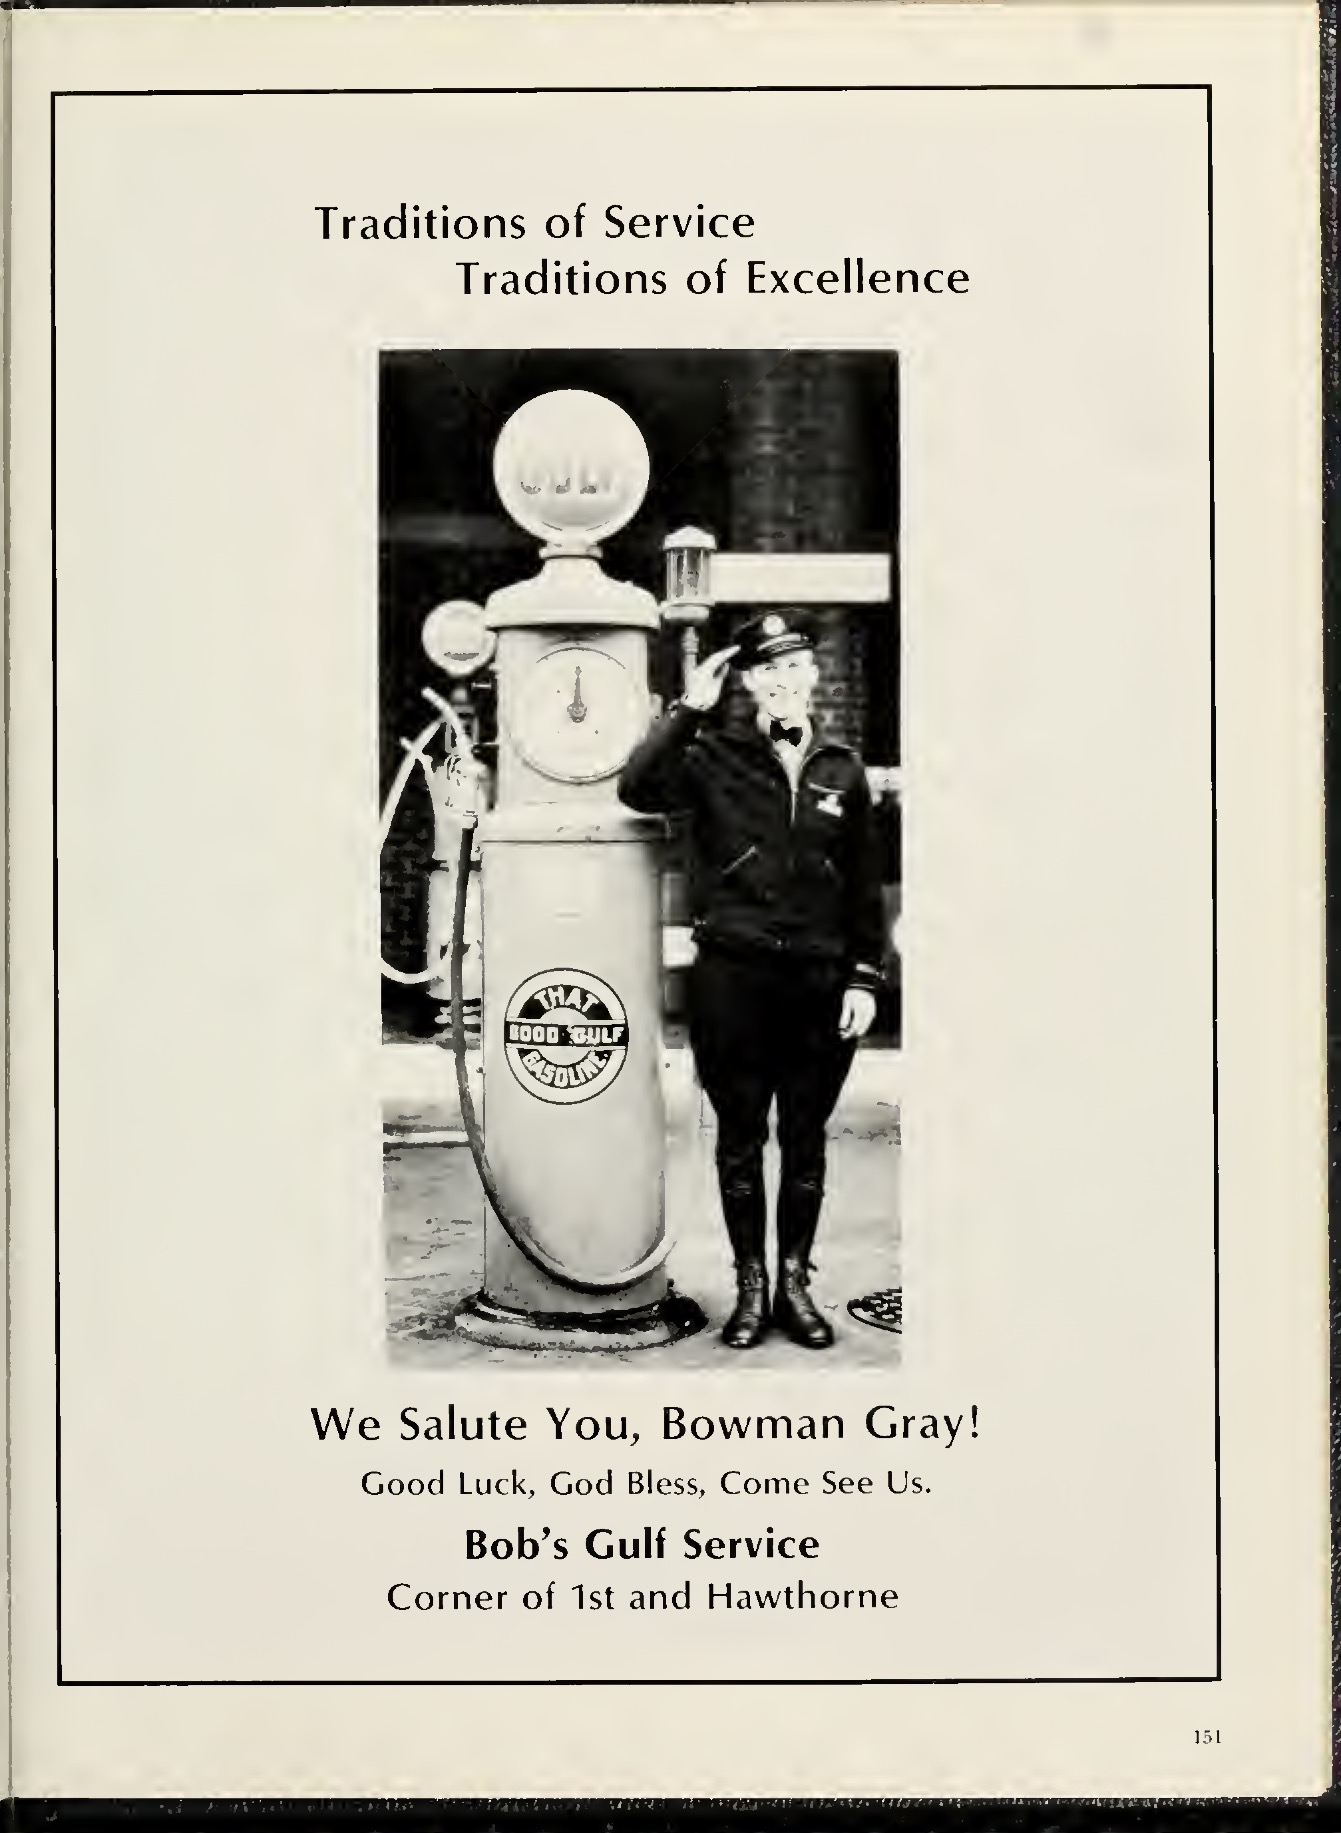 Traditions of Service
Traditions of Excellence
THAT
GOOD GULF
GASOLINE
We Salute You, Bowman Gray!
Good Luck, God Bless, Come See Us.
Bob's Gulf Service
Corner of 1st and Hawthorne
151